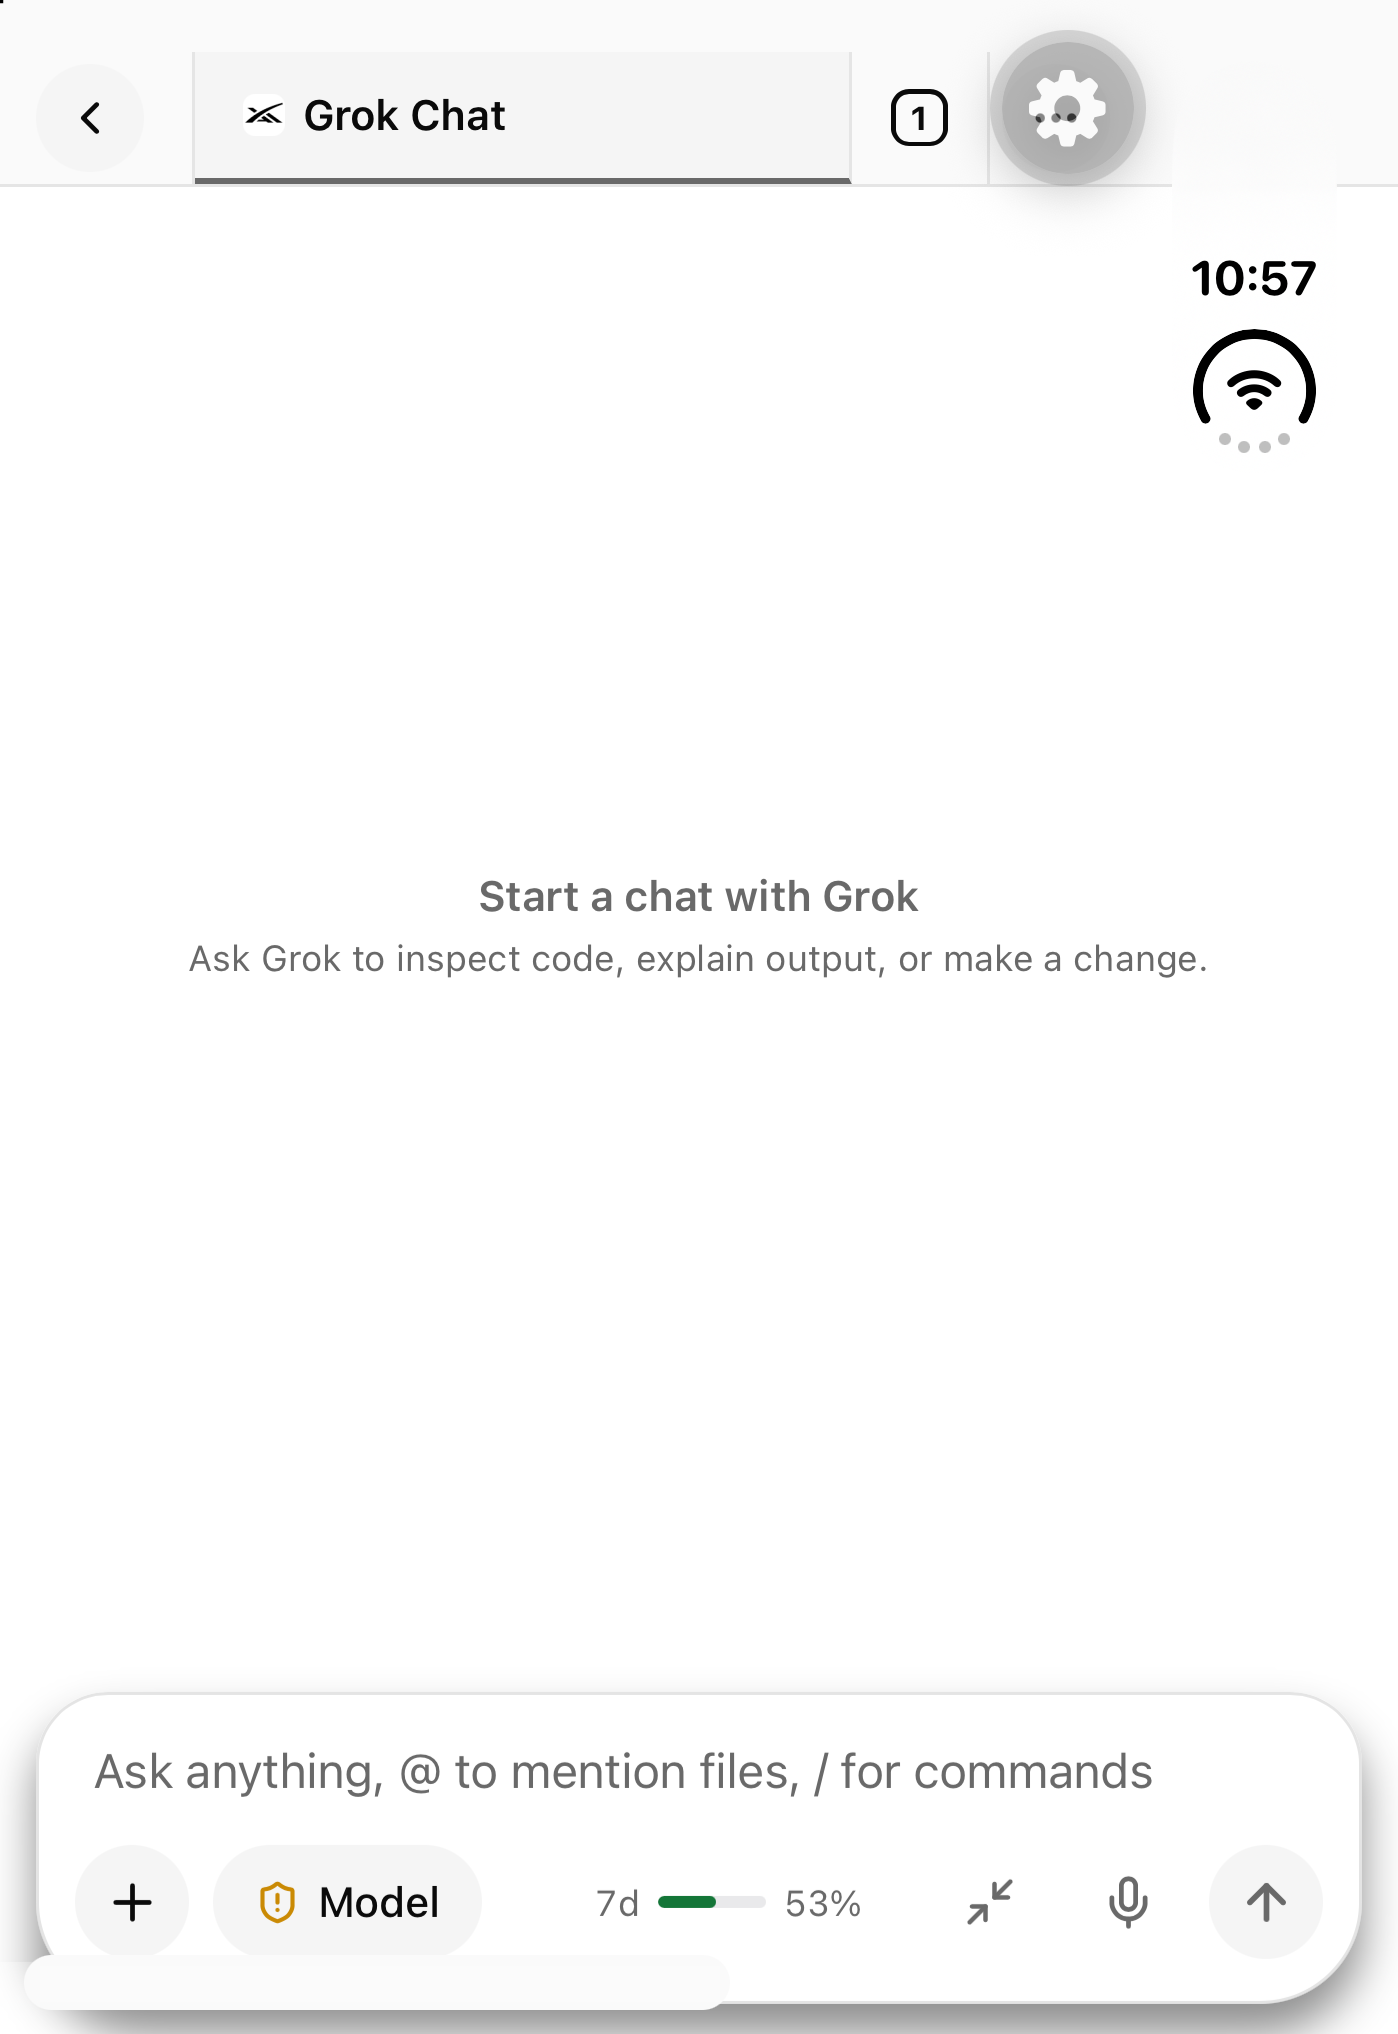 Grok Chat
1
10:57
Start a chat with Grok
Ask Grok to inspect code, explain output, or make a change.
Ask anything, @ to mention files, / for commands
Model
7d
53%